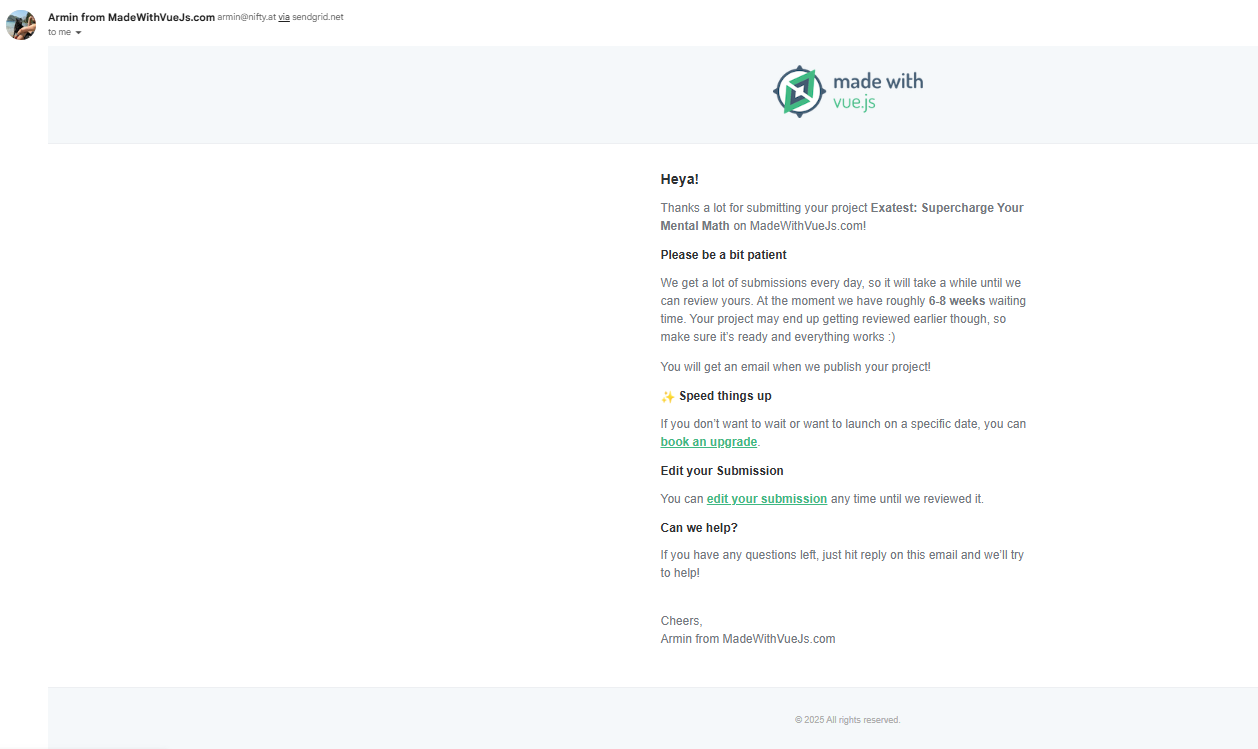 Armin from MadeWithVueJs.com armin@nifty.at via sendgrid.net
to me
made with
vue.js
Heya!
Thanks a lot for submitting your project Exatest: Supercharge Your
Mental Math on MadeWithVueJs.com!
Please be a bit patient
We get a lot of submissions every day, so it will take a while until we
can review yours. At the moment we have roughly 6-8 weeks waiting
time. Your project may end up getting reviewed earlier though, so
make sure it’s ready and everything works :)
You will get an email when we publish your project!
✨ Speed things up
If you don’t want to wait or want to launch on a specific date, you can
book an upgrade.
Edit your Submission
You can edit your submission any time until we reviewed it.
Can we help?
If you have any questions left, just hit reply on this email and we’ll try
to help!
Cheers,
Armin from MadeWithVueJs.com
© 2025 All rights reserved.